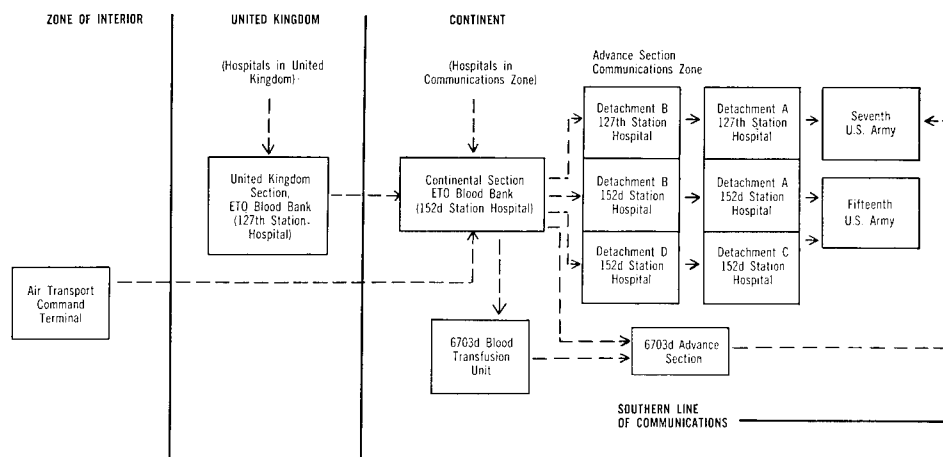 ZONE OF INTERIOR
UNITED KINGDOM
CONTINENT
(Hospitals in United
Kingdom)
(Hospitals in
Communications Zone)
Advance Section
Communications Zone
Detachment B
127th Station
Hospital
Detachment A
127th Station
Hospital
Seventh
U.S. Army
United Kingdom
Section,
ETO Blood Bank
(127th Station
Hospital)
Continental Section
ETO Blood Bank
(152d Station Hospital)
Detachment B
152d Station
Hospital
Detachment A
152d Station
Hospital
Fifteenth
U.S. Army
Detachment D
152d Station
Hospital
Detachment C
152d Station
Hospital
Air Transport
Command
Terminal
6703d Blood
Transfusion
Unit
6703d Advance
Section
SOUTHERN LINE
OF COMMUNICATIONS